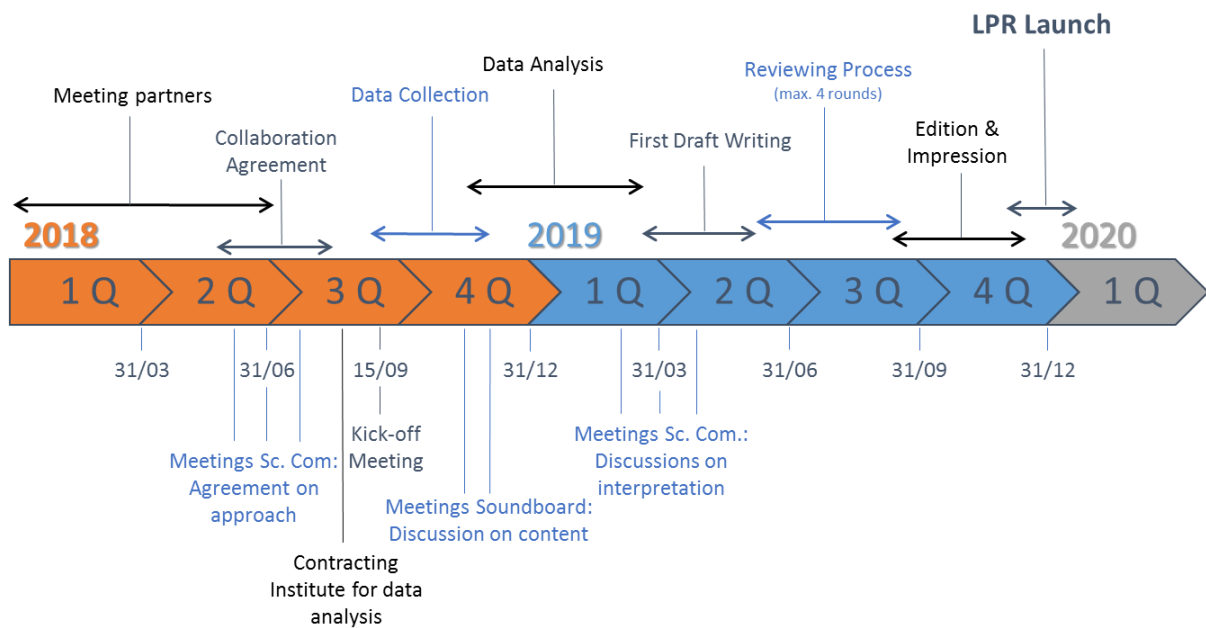 LPR Launch
Data Analysis
Reviewing Process
(max. 4 rounds)
Meeting partners
Data Collection
Collaboration
Agreement
First Draft Writing
Edition &
Impression
2018
2019
2020
1 Q
2 Q
3 Q
4 Q
1 Q
2 Q
3 Q
4 Q
1 Q
31/03
31/06
15/09
31/12
31/03
31/06
31/09
31/12
Meetings Sc. Com:
Agreement on
approach
Kick-off
Meeting
Meetings Sc. Com.:
Discussions on
interpretation
Meetings Soundboard:
Discussion on content
Contracting
Institute for data
analysis